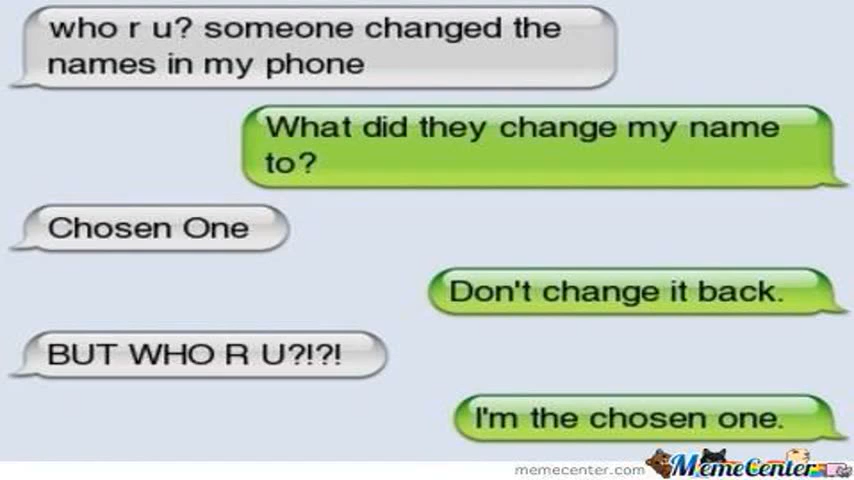 who r u? someone changed the
names in my phone
What did they change my name
to?
Chosen One
Don't change it back.
BUT WHO R U?!?!
I'm the chosen one.
memecenter.com MemeCenter